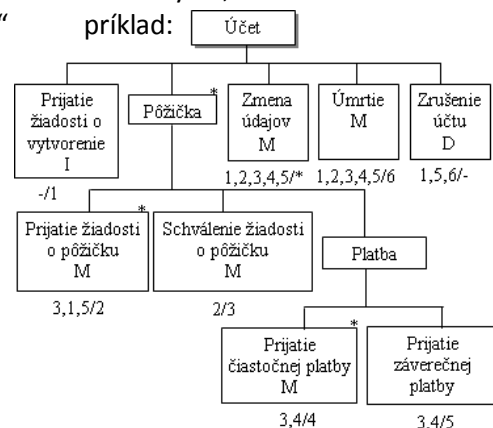 “ príklad:
Účet
Prijatie
žiadosti o
vytvorenie
I
-/1
Pôžička
*
Zmena
údajov
M
1,2,3,4,5/*
Úmrtie
M
1,2,3,4,5/6
Zrušenie
účtu
D
1,5,6/-
Prijatie žiadosti
o pôžičku
M
*
3,1,5/2
Schválenie žiadosti
o pôžičku
M
2/3
Platba
Prijatie
čiastočnej platby
M
*
3,4/4
Prijatie
záverečnej
platby
3,4/5